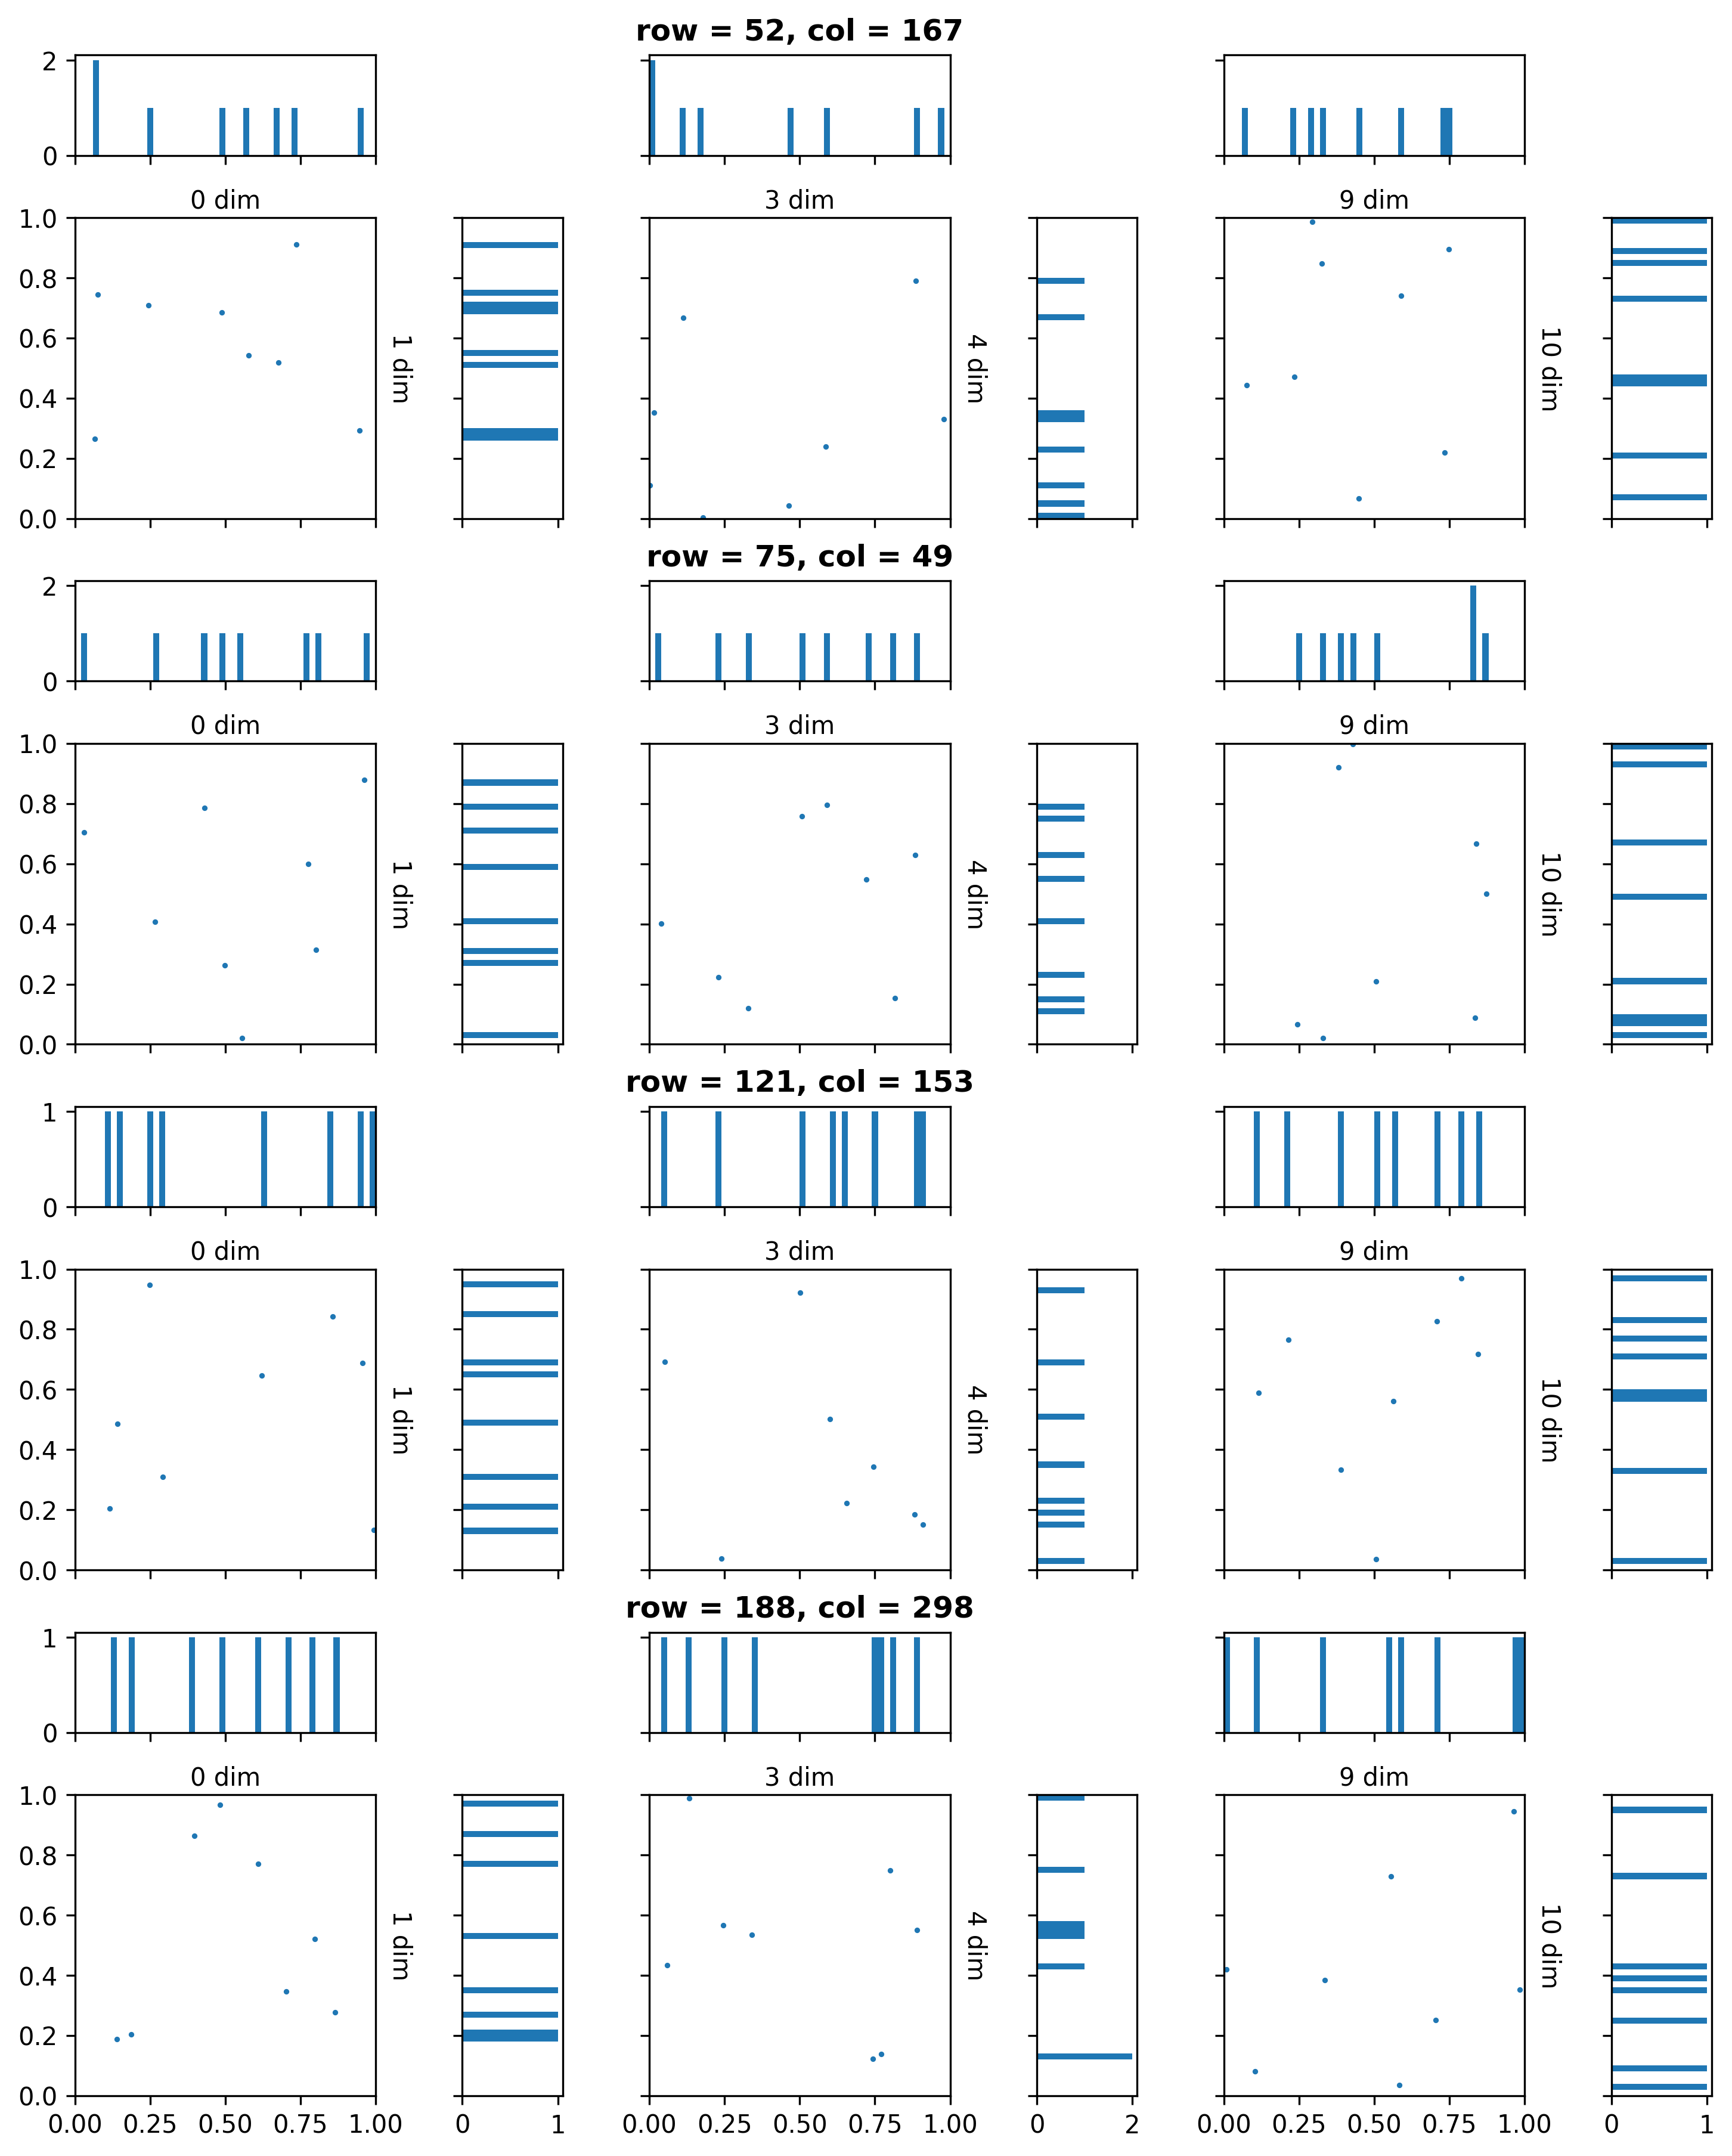 row = 52, col = 167
2
0
0 dim
3 dim
9 dim
1.0
0.8
0.6
0.4
0.2
0.0
1 dim
4 dim
10 dim
row = 75, col = 49
2
0
0 dim
3 dim
9 dim
1.0
0.8
0.6
0.4
0.2
0.0
1 dim
4 dim
10 dim
row = 121, col = 153
1
0
0 dim
3 dim
9 dim
1.0
0.8
0.6
0.4
0.2
0.0
1 dim
4 dim
10 dim
row = 188, col = 298
1
0
0 dim
3 dim
9 dim
1.0
0.8
0.6
0.4
0.2
0.0
1 dim
4 dim
10 dim
0.00 0.25 0.50 0.75 1.00 0 1 0.00 0.25 0.50 0.75 1.00 0 2 0.00 0.25 0.50 0.75 1.00 0 1